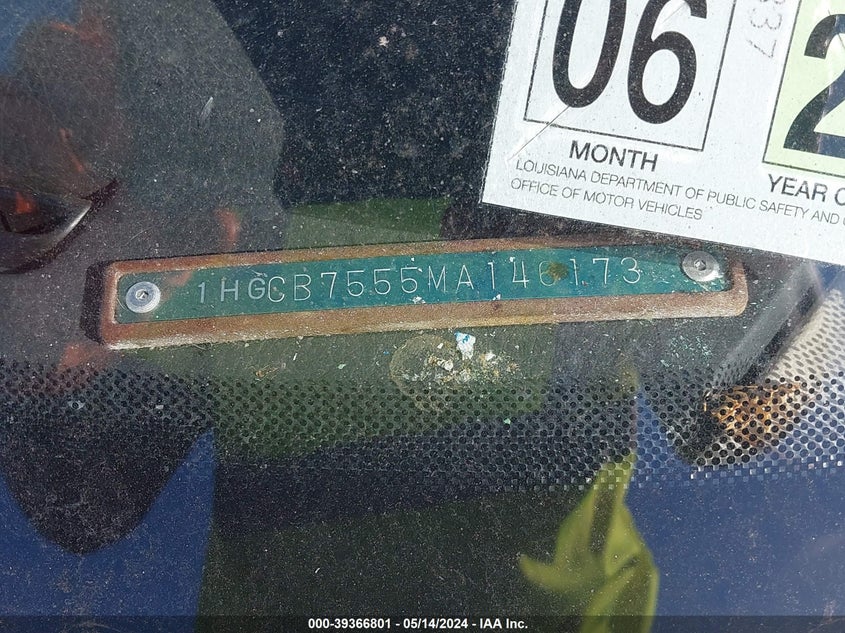 06
2
MONTH
YEAR O
LOUISIANA DEPARTMENT OF PUBLIC SAFETY AND
OFFICE OF MOTOR VEHICLES
1HGCB7555MA146173
000-39366801 - 05/14/2024 - IAA Inc.